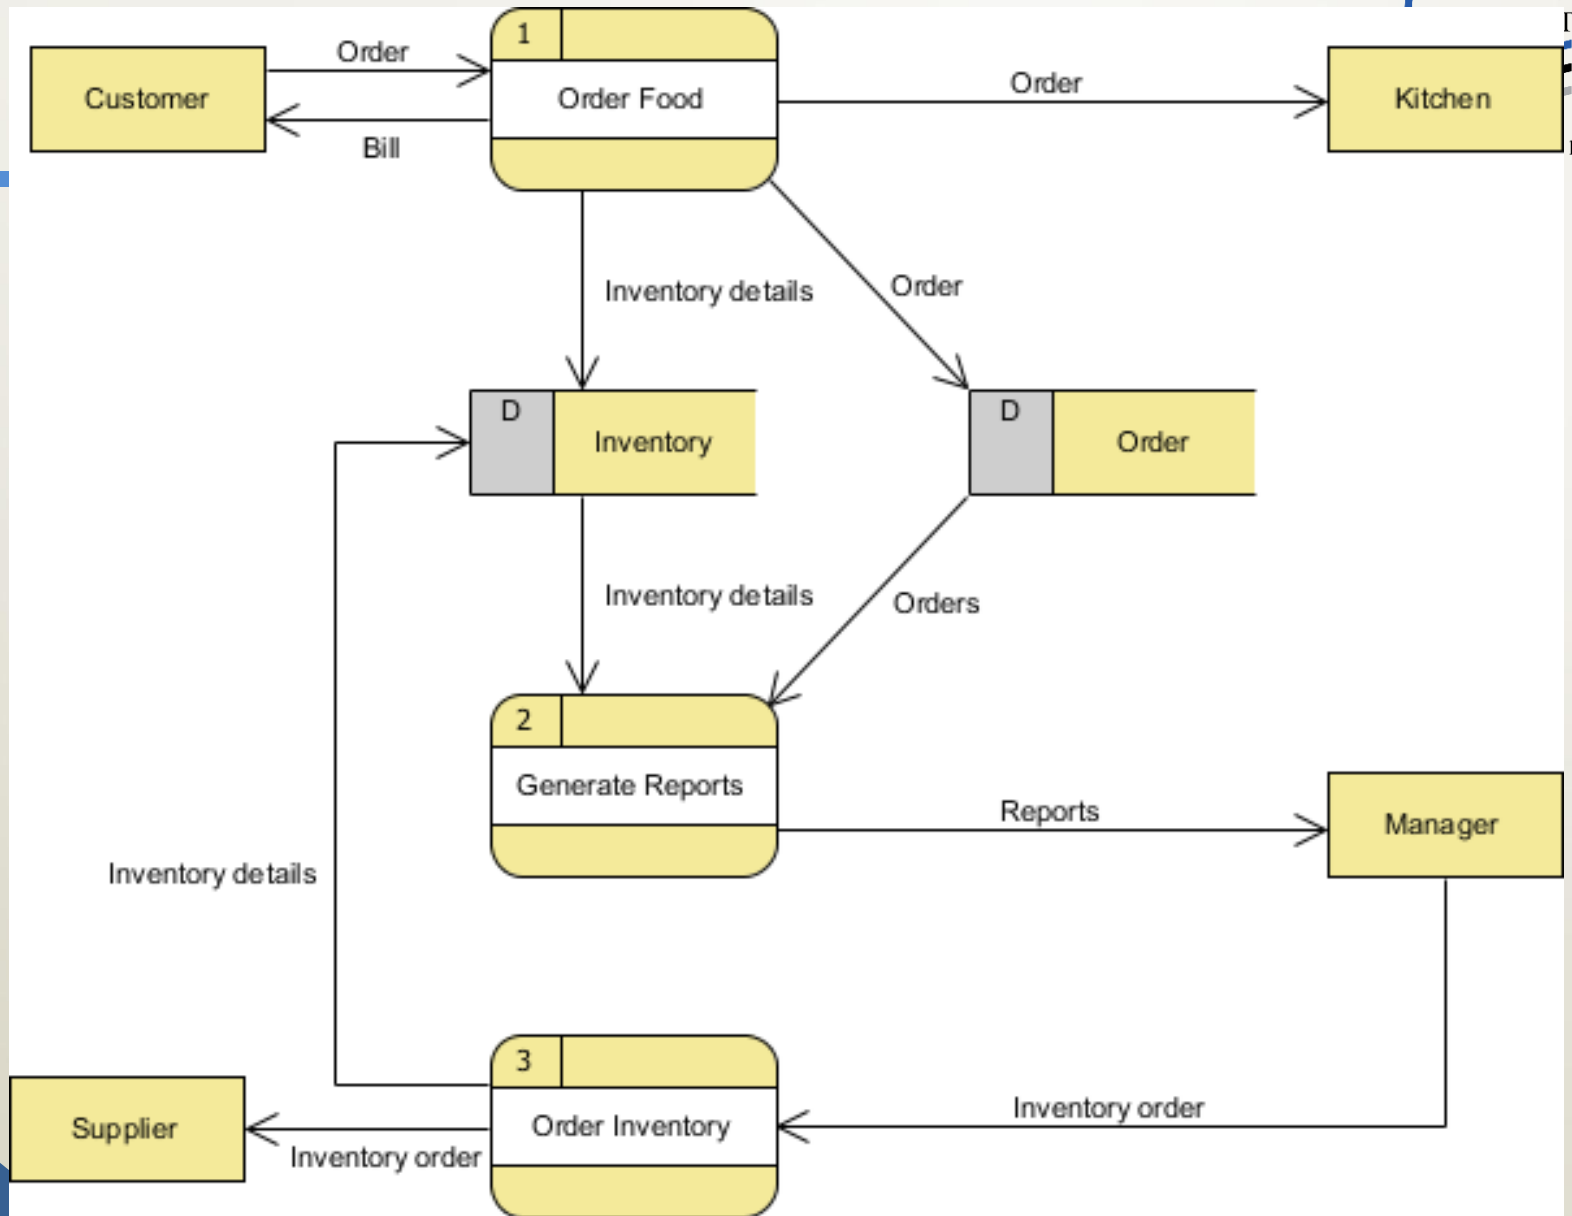 1
Order
Order Food
Order
Customer
Kitchen
Bill
Inventory details
Order
D
Inventory
D
Order
Inventory details
Orders
2
Generate Reports
Reports
Manager
Inventory details
3
Inventory order
Order Inventory
Supplier
Inventory order